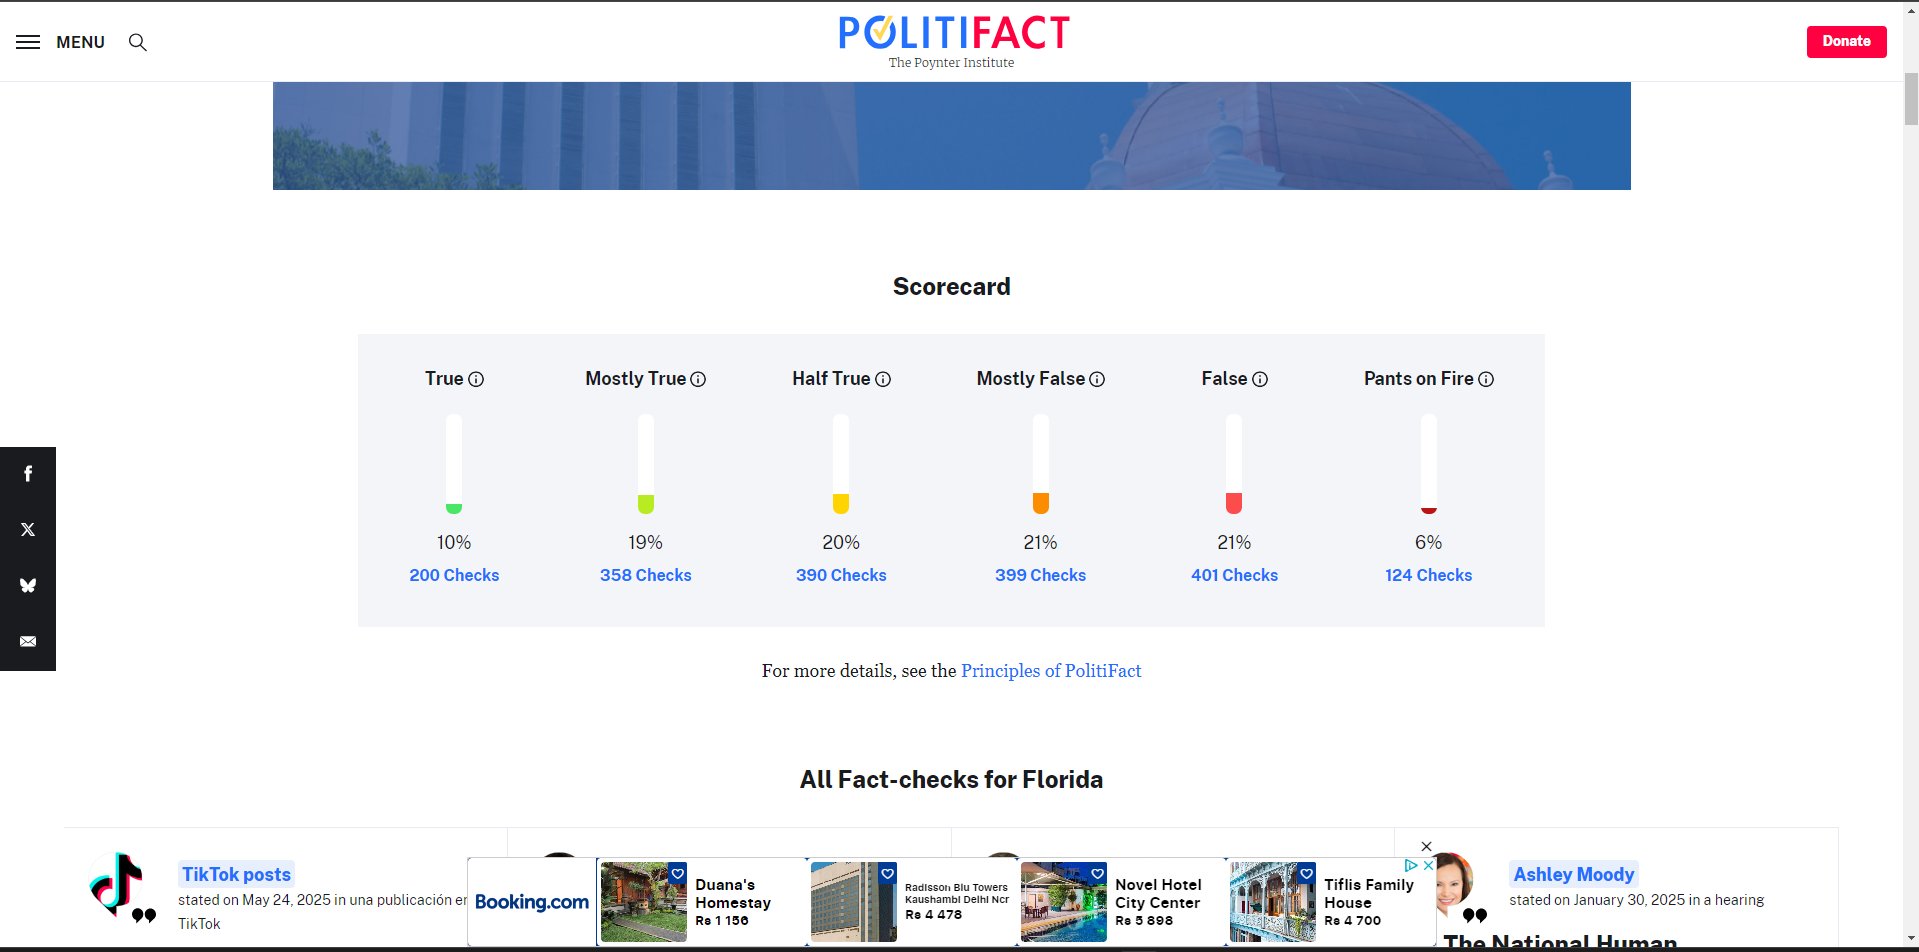 MENU
POLITIFACT
The Poynter Institute
Donate
Scorecard
True
Mostly True
Half True
Mostly False
False
Pants on Fire
10%
19%
20%
21%
21%
6%
200 Checks
358 Checks
390 Checks
399 Checks
401 Checks
124 Checks
For more details, see the Principles of PolitiFact
All Fact-checks for Florida
TikTok posts
stated on May 24, 2025 in una publicación
TikTok
Booking.com
Duana's
Homestay
Rs 1 156
Radisson Blu Towers
Kaushambi Delhi Ncr
Rs 4 478
Novel Hotel
City Center
Rs 5 898
Tiflis Family
House
Rs 4 700
Ashley Moody
stated on January 30, 2025 in a hearing
The National Human